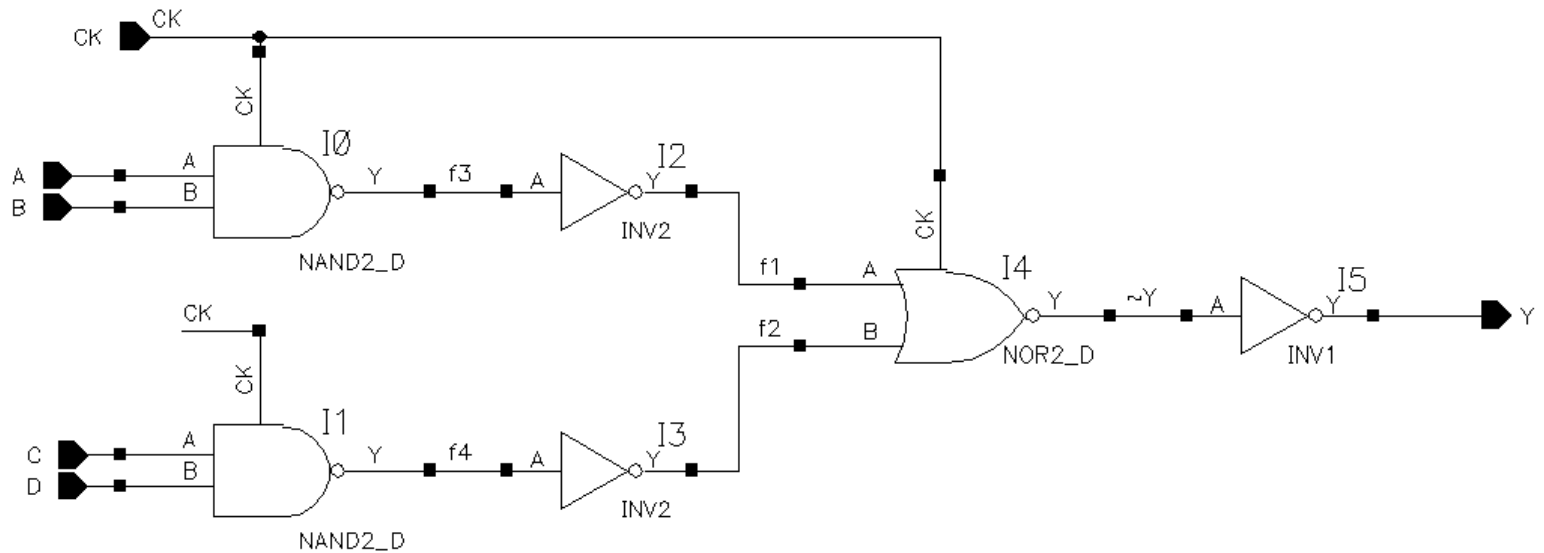 CK CK
CK
I0
A A Y f3 A Y I2
B B
INV2
NAND2_D
CK
f1 A I4
Y ~Y A Y I5 Y
CK f2 B
NOR2_D INV1
CK
I1
C A Y f4 A Y I3
D B
INV2
NAND2_D